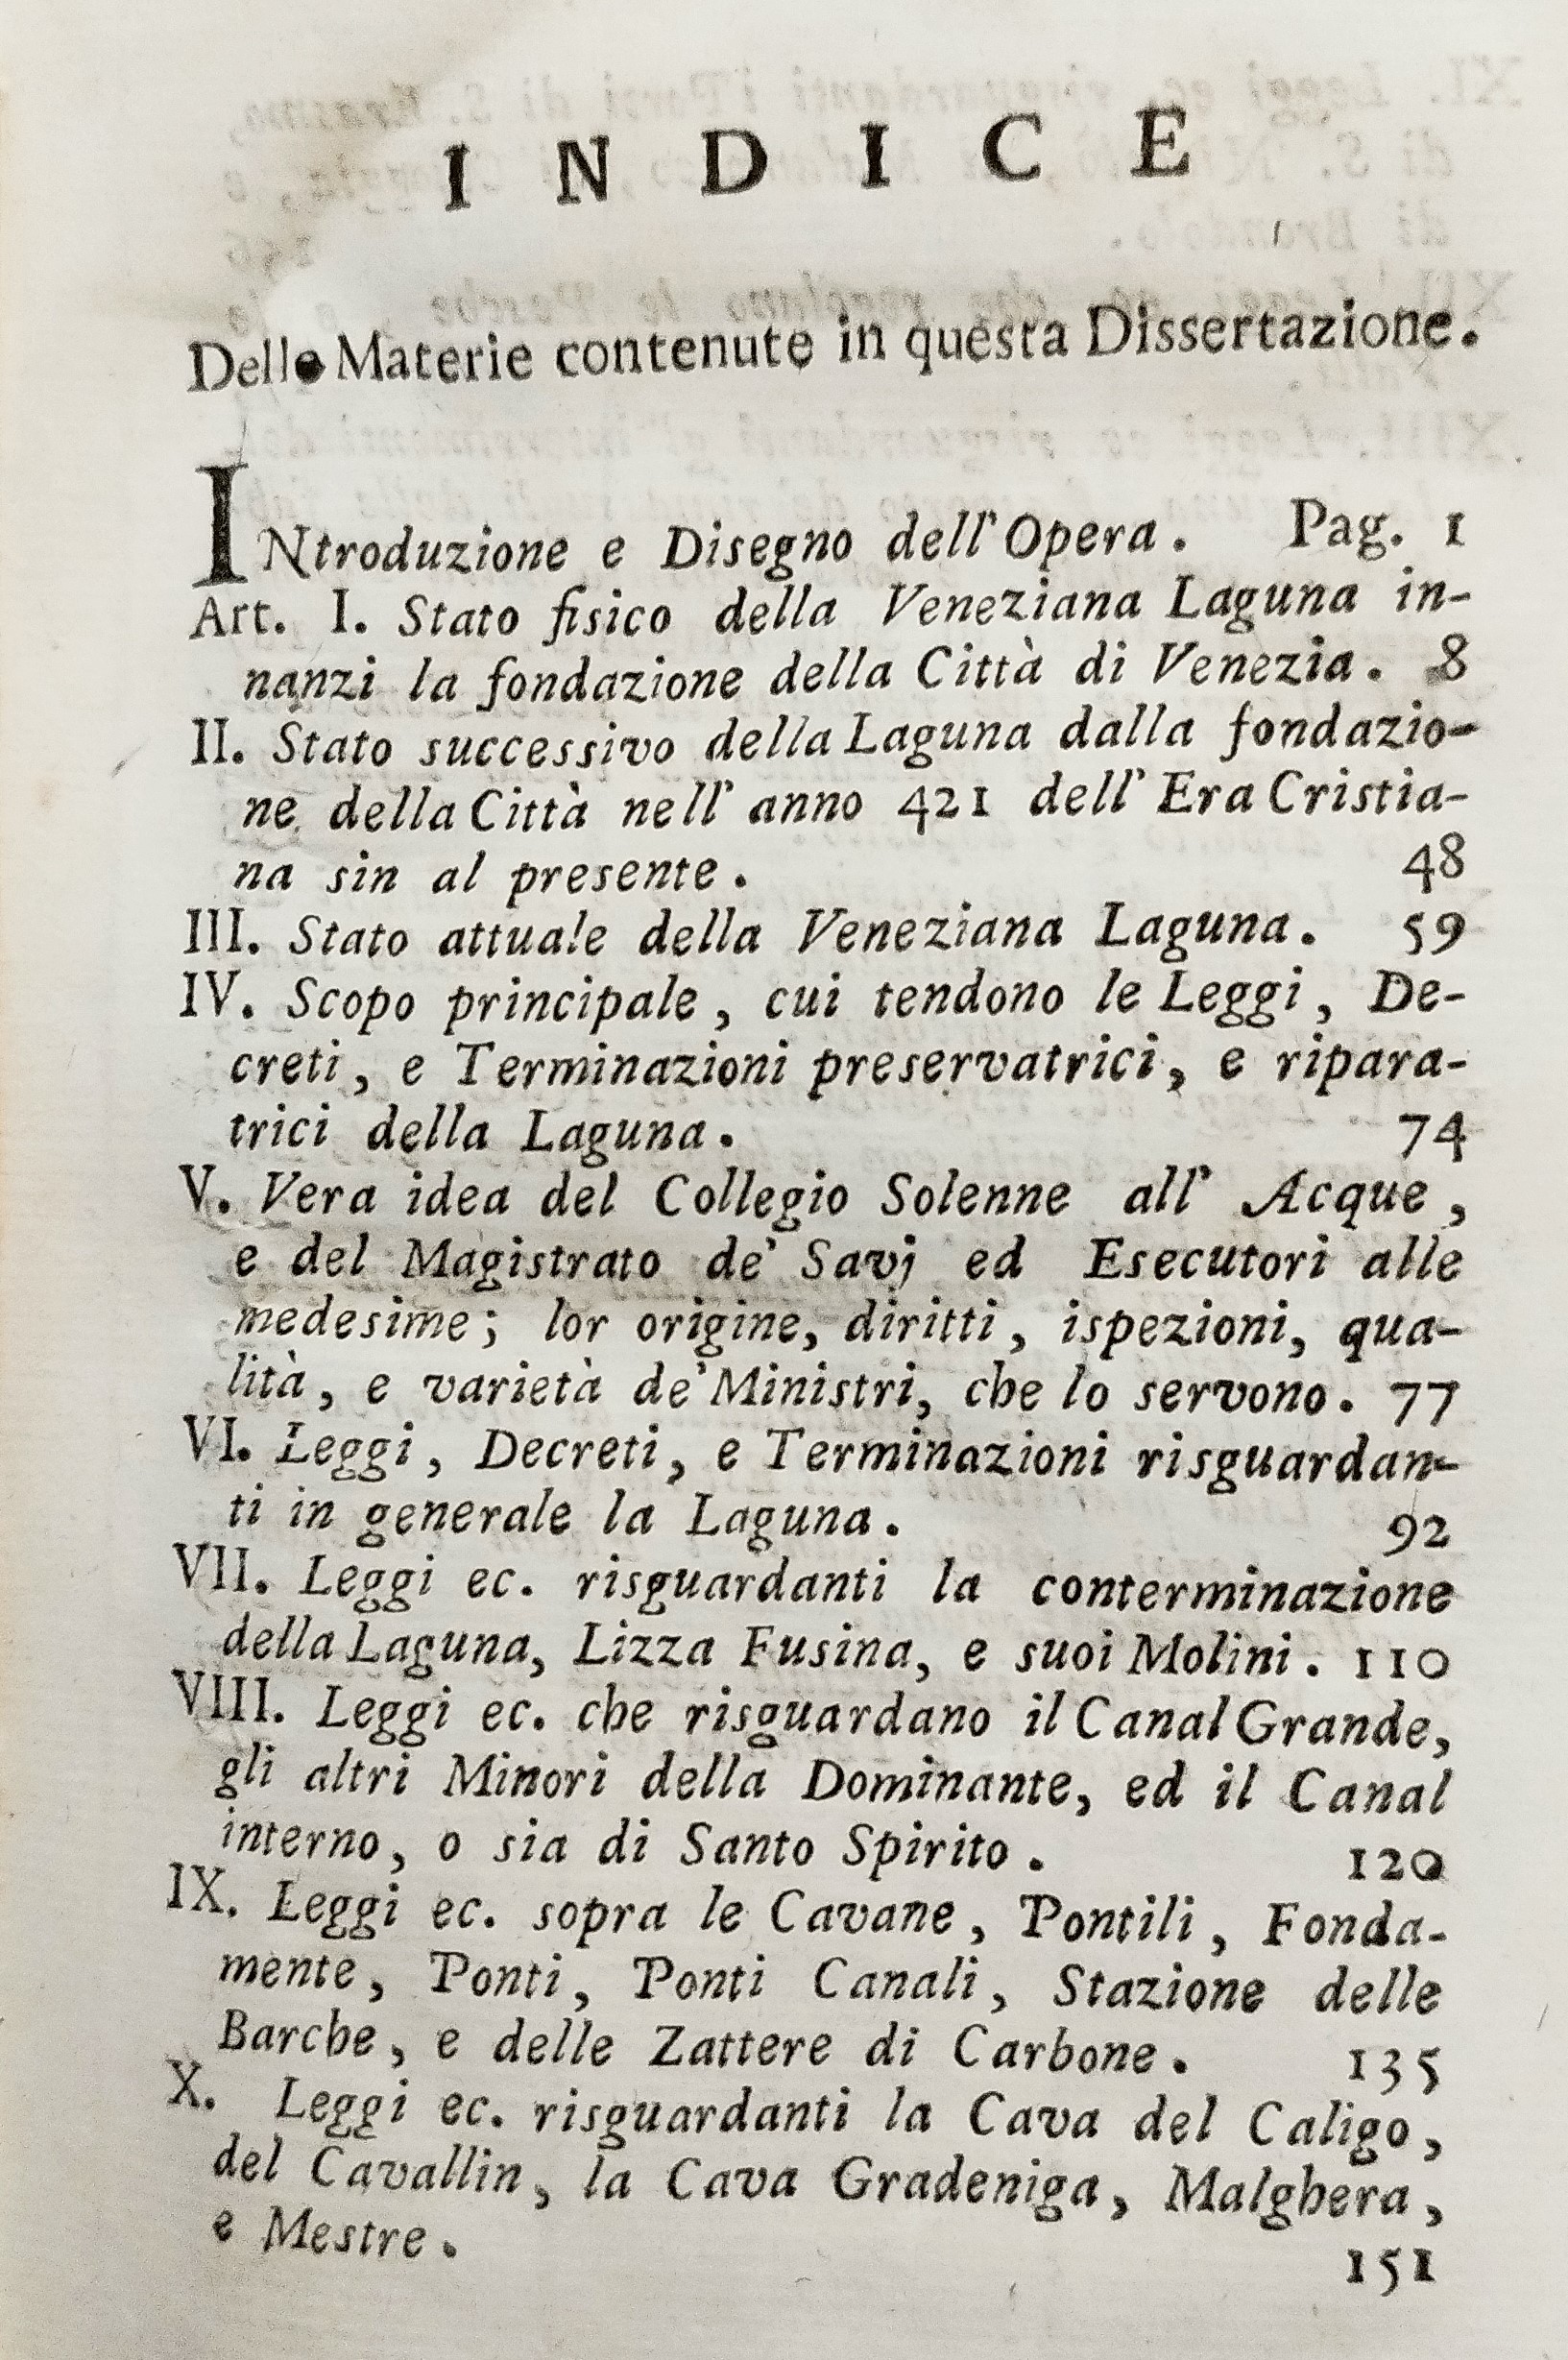 INDICE
Delle Materie contenute in questa Dissertazione.
INtroduzione e Disegno dell' Opera. Pag. 1
Art. I. Stato fisico della Veneziana Laguna in-
nanzi la fondazione della Città di Venezia. 8
II. Stato successivo della Laguna dalla fondazio-
ne della Città nell' anno 421 dell' Era Cristia-
na sin al presente. 48
III. Stato attuale della Veneziana Laguna. 59
IV. Scopo principale, cui tendono le Leggi, De-
creti, e Terminazioni preservatrici, e ripara-
trici della Laguna. 74
V. Vera idea del Collegio Solenne all' Acque,
e del Magistrato de' Savj ed Esecutori alle
medesime; lor origine, diritti, ispezioni, qua-
lità, e varietà de' Ministri, che lo servono. 77
VI. Leggi, Decreti, e Terminazioni risguardan-
ti in generale la Laguna. 92
VII. Leggi ec. risguardanti la conterminazione
della Laguna, Lizza Fusina, e suoi Molini. 110
VIII. Leggi ec. che risguardano il Canal Grande,
gli altri Minori della Dominante, ed il Canal
interno, o sia di Santo Spirito. 120
IX. Leggi ec. sopra le Cavane, Pontili, Fonda-
mente, Ponti, Ponti Canali, Stazione delle
Barche, e delle Zattere di Carbone. 135
X. Leggi ec. risguardanti la Cava del Caligo,
del Cavallin, la Cava Gradeniga, Malghera,
e Mestre. 151